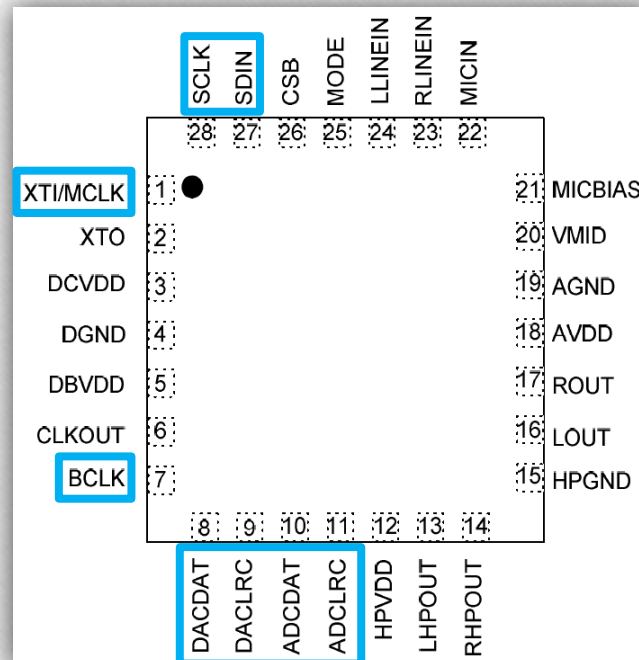 SCLK
SDIN
CSB
MODE
LLINEIN
RLINEIN
MICIN
28 27 26 25 24 23 22
XTI/MCLK 1
XTO 2
DCVDD 3
DGND 4
DBVDD 5
CLKOUT 6
BCLK 7
21 MICBIAS
20 VMID
19 AGND
18 AVDD
17 ROUT
16 LOUT
15 HPGND
8 9 10 11 12 13 14
DACDAT
DACLRC
ADCDAT
ADCLRC
HPVDD
LHPOUT
RHPOUT